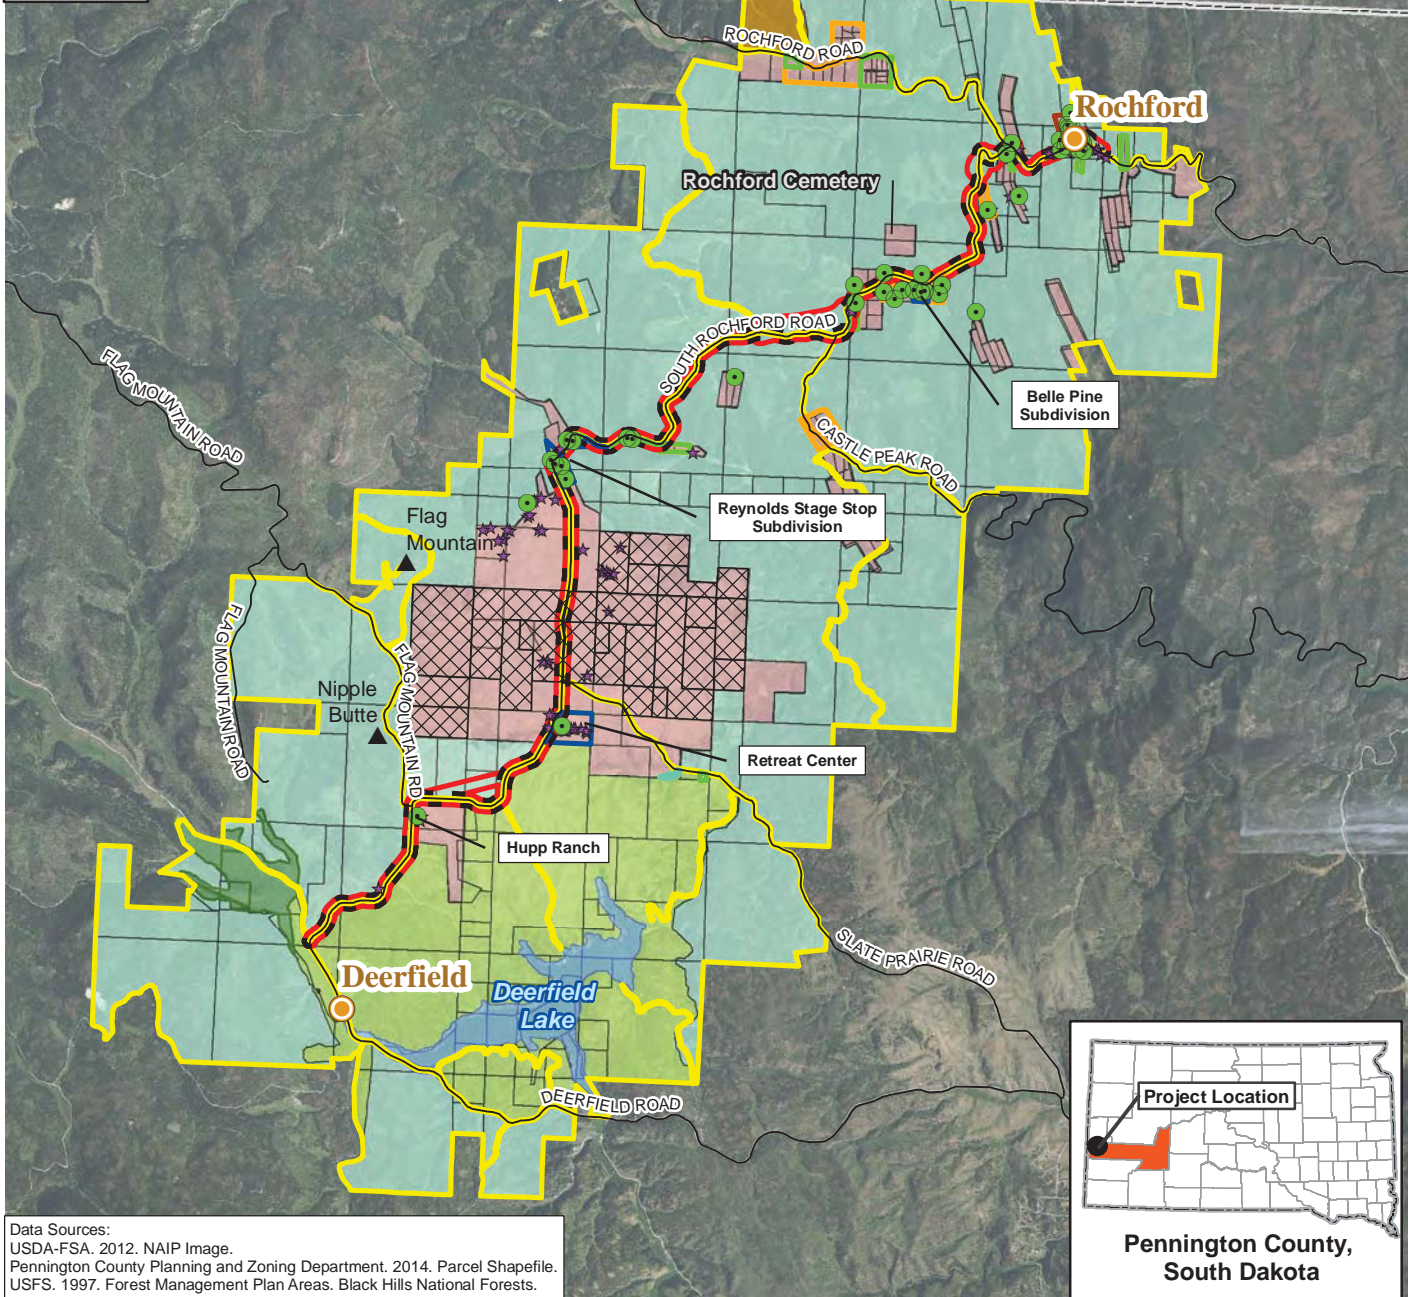 ROCHFORD ROAD
Rochford
Rochford Cemetery
SOUTH ROCHFORD ROAD
FLAG MOUNTAIN ROAD
Belle Pine
Subdivision
CASTLE PEAK ROAD
Reynolds Stage Stop
Subdivision
Flag
Mountain
FLAG MOUNTAIN ROAD
FLAG MOUNTAIN RD
Nipple
Butte
Retreat Center
Hupp Ranch
SLATE PRAIRIE ROAD
Deerfield
Deerfield
Lake
DEERFIELD ROAD
Project Location
Pennington County,
South Dakota
Data Sources:
USDA-FSA. 2012. NAIP Image.
Pennington County Planning and Zoning Department. 2014. Parcel Shapefile.
USFS. 1997. Forest Management Plan Areas. Black Hills National Forests.